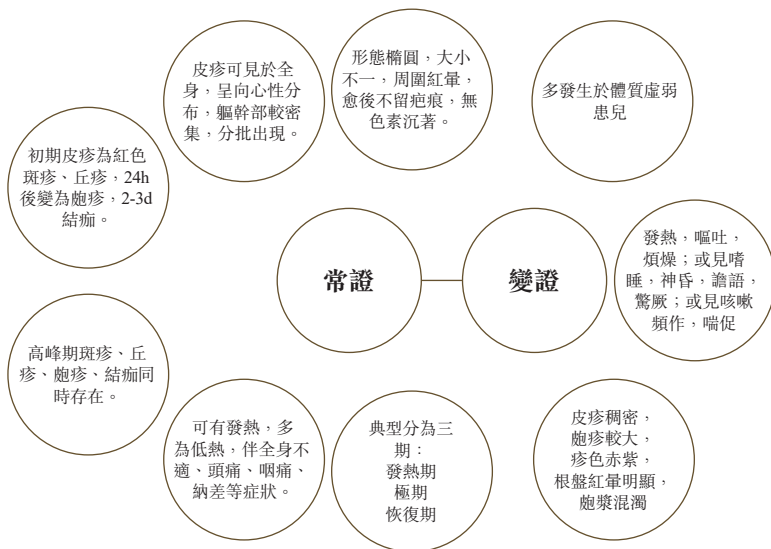 皮疹可見於全
身，呈向心性分
布，軀幹部較密
集，分批出現。
形態橢圓，大小
不一，周圍紅暈，
愈後不留疤痕，無
色素沉著。
多發生於體質虛弱
患兒
初期皮疹為紅色
斑疹、丘疹，24h
後變為皰疹，2-3d
結痂。
常證
變證
發熱，嘔吐，
煩燥；或見嗜
睡，神昏，譫語，
驚厥；或見咳嗽
頻作，喘促
高峰期斑疹、丘
疹、皰疹、結痂同
時存在。
可有發熱，多
為低熱，伴全身不
適、頭痛、咽痛、
納差等症狀。
典型分為三
期：
發熱期
極期
恢復期
皮疹稠密，
皰疹較大，
疹色赤紫，
根盤紅暈明顯，
皰漿混濁